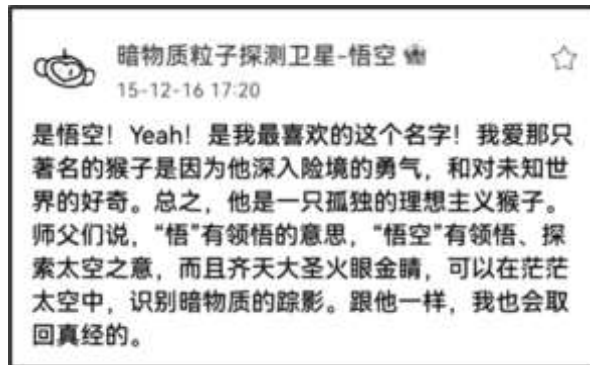 暗物质粒子探测卫星-悟空
15-12-16 17:20
是悟空！Yeah！是我最喜欢的这个名字！我爱那只
著名的猴子是因为他深入险境的勇气，和对未知世
界的好奇。总之，他是一只孤独的理想主义猴子。
师父们说，“悟”有领悟的意思，“悟空”有领悟、探
索太空之意，而且齐天大圣火眼金睛，可以在茫茫
太空中，识别暗物质的踪影。跟他一样，我也会取
回真经的。